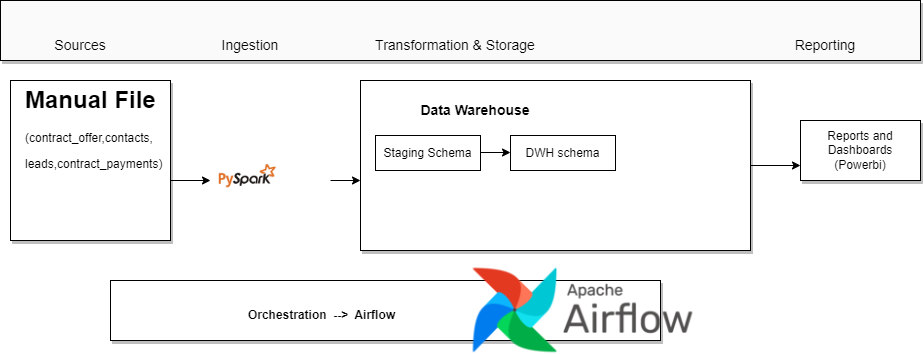 Sources
Ingestion
Transformation & Storage
Reporting
Manual File
(contract_offer,contacts,
leads,contract_payments)
PySpark
Data Warehouse
Staging Schema
DWH schema
Reports and
Dashboards
(Powerbi)
Orchestration --> Airflow
Apache
Airflow